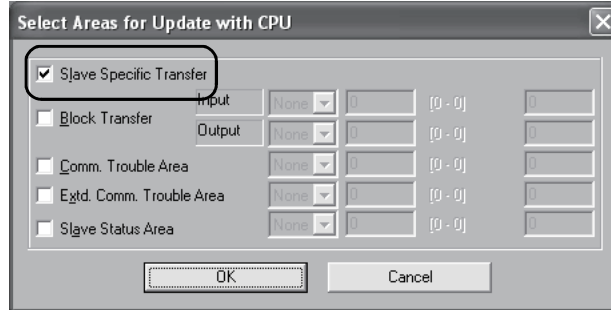 Select Areas for Update with CPU
Slave Specific Transfer
Input None 0 [0 - 0] 0
Block Transfer
Output None 0 [0 - 0] 0
Comm. Trouble Area None 0 [0 - 0] 0
Extd. Comm. Trouble Area None 0 [0 - 0] 0
Slave Status Area None 0 [0 - 0] 0
OK Cancel